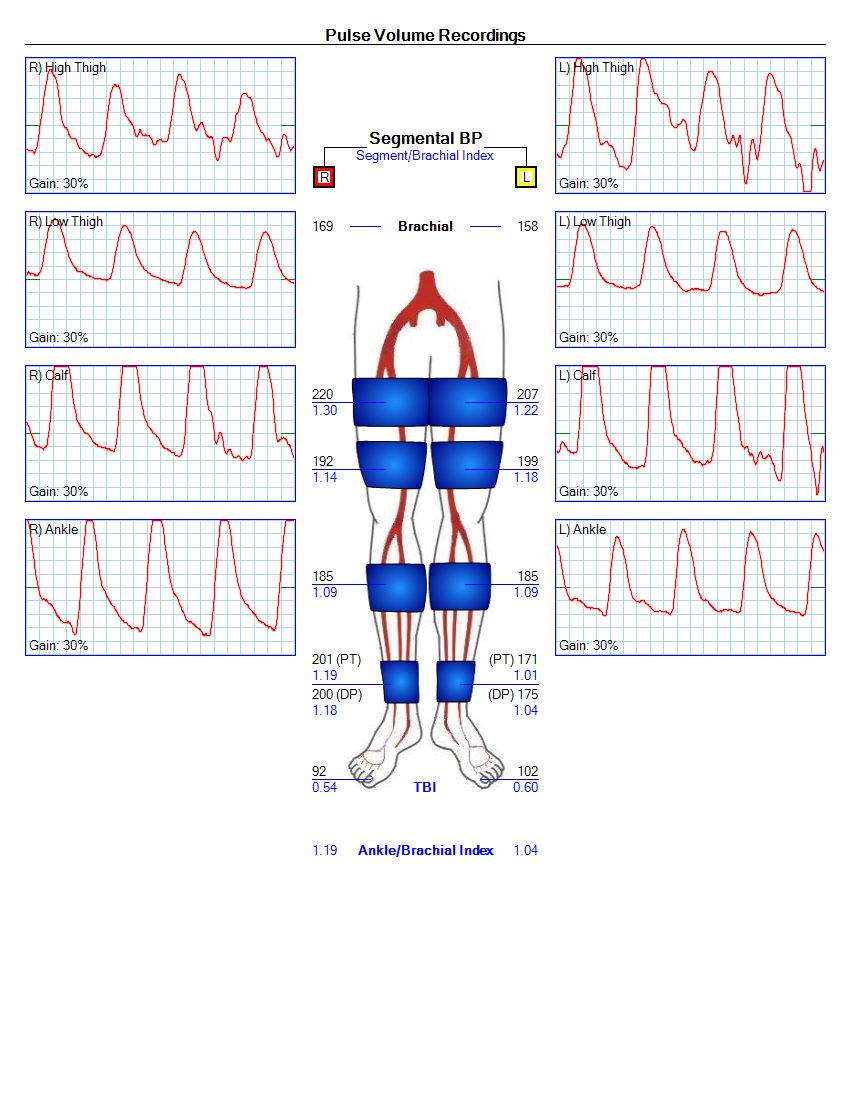 Pulse Volume Recordings
R) High Thigh
Gain: 30%
R) Low Thigh
Gain: 30%
R) Calf
Gain: 30%
R) Ankle
Gain: 30%
Segmental BP
Segment/Brachial Index
R L
169 Brachial 158
220 207
1.30 1.22
192 199
1.14 1.18
185 185
1.09 1.09
201 (PT) (PT) 171
1.19 1.01
200 (DP) (DP) 175
1.18 1.04
92 102
0.54 TBI 0.60
1.19 Ankle/Brachial Index 1.04
L) High Thigh
Gain: 30%
L) Low Thigh
Gain: 30%
L) Calf
Gain: 30%
L) Ankle
Gain: 30%